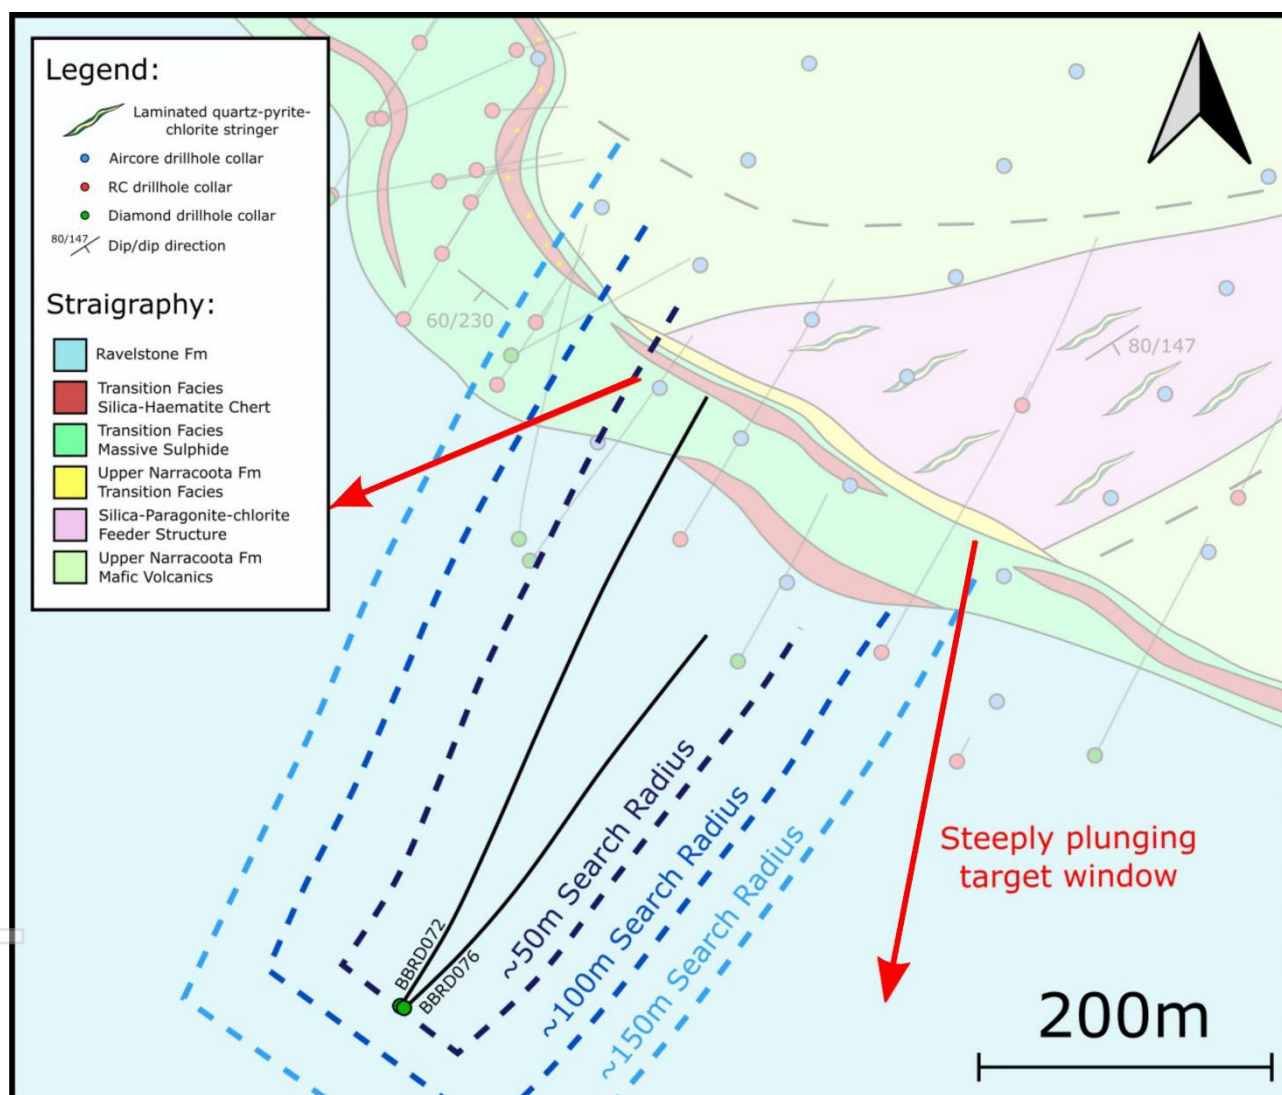 Legend:
Laminated quartz-pyrite-
chlorite stringer
Aircore drillhole collar
RC drillhole collar
Diamond drillhole collar
80/147
Dip/dip direction
Straigraphy:
Ravelstone Fm
Transition Facies
Silica-Haematite Chert
Transition Facies
Massive Sulphide
Upper Narracoota Fm
Transition Facies
Silica-Paragonite-chlorite
Feeder Structure
Upper Narracoota Fm
Mafic Volcanics
60/230
80/147
~50m Search Radius
~100m Search Radius
~150m Search Radius
BBRD072
BBRD076
Steeply plunging
target window
200m